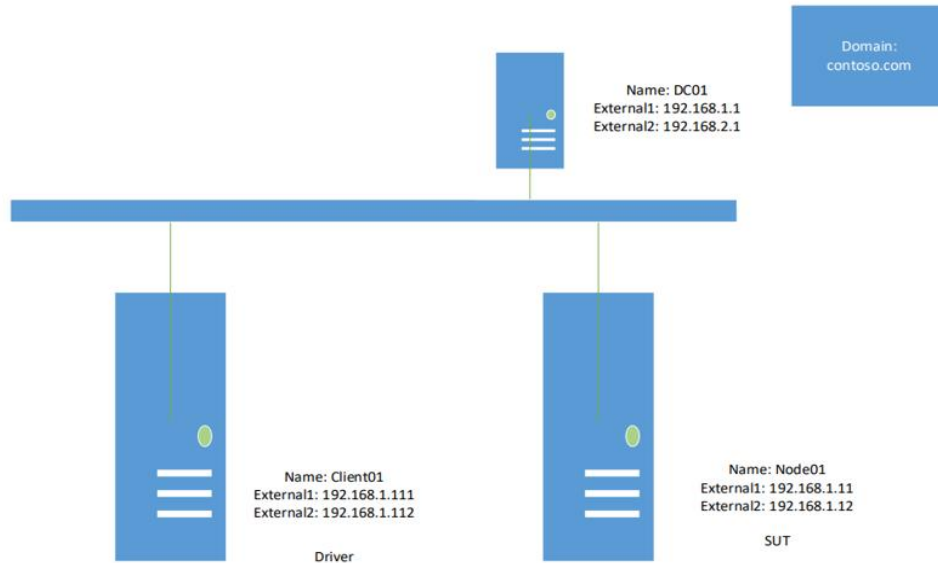 Domain:
contoso.com
Name: DC01
External1: 192.168.1.1
External2: 192.168.2.1
Name: Client01
External1: 192.168.1.111
External2: 192.168.1.112
Driver
Name: Node01
External1: 192.168.1.11
External2: 192.168.1.12
SUT